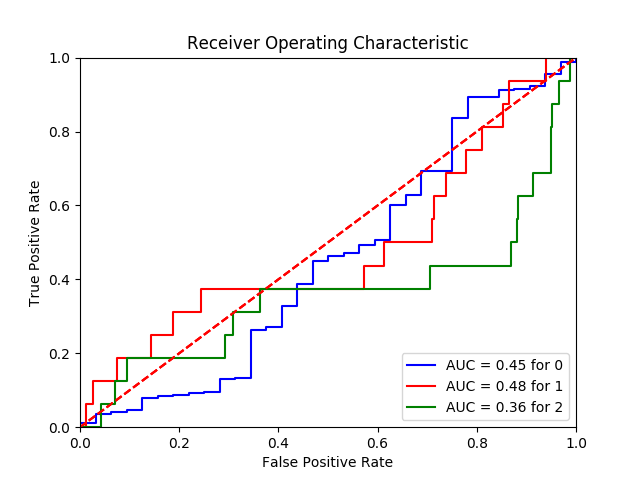 Receiver Operating Characteristic
True Positive Rate
1.0
0.8
0.6
0.4
0.2
0.0
AUC = 0.45 for 0
AUC = 0.48 for 1
AUC = 0.36 for 2
0.0 0.2 0.4 0.6 0.8 1.0
False Positive Rate